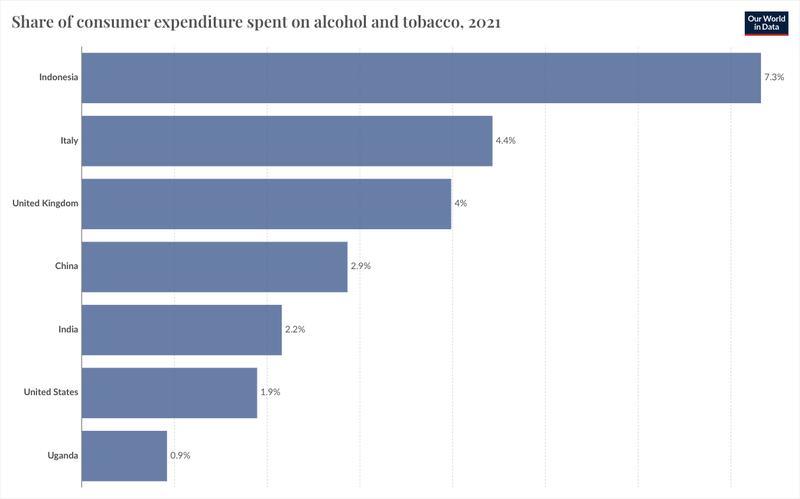 Share of consumer expenditure spent on alcohol and tobacco, 2021
Our World
in Data
Indonesia 7.3%
Italy 4.4%
United Kingdom 4%
China 2.9%
India 2.2%
United States 1.9%
Uganda 0.9%